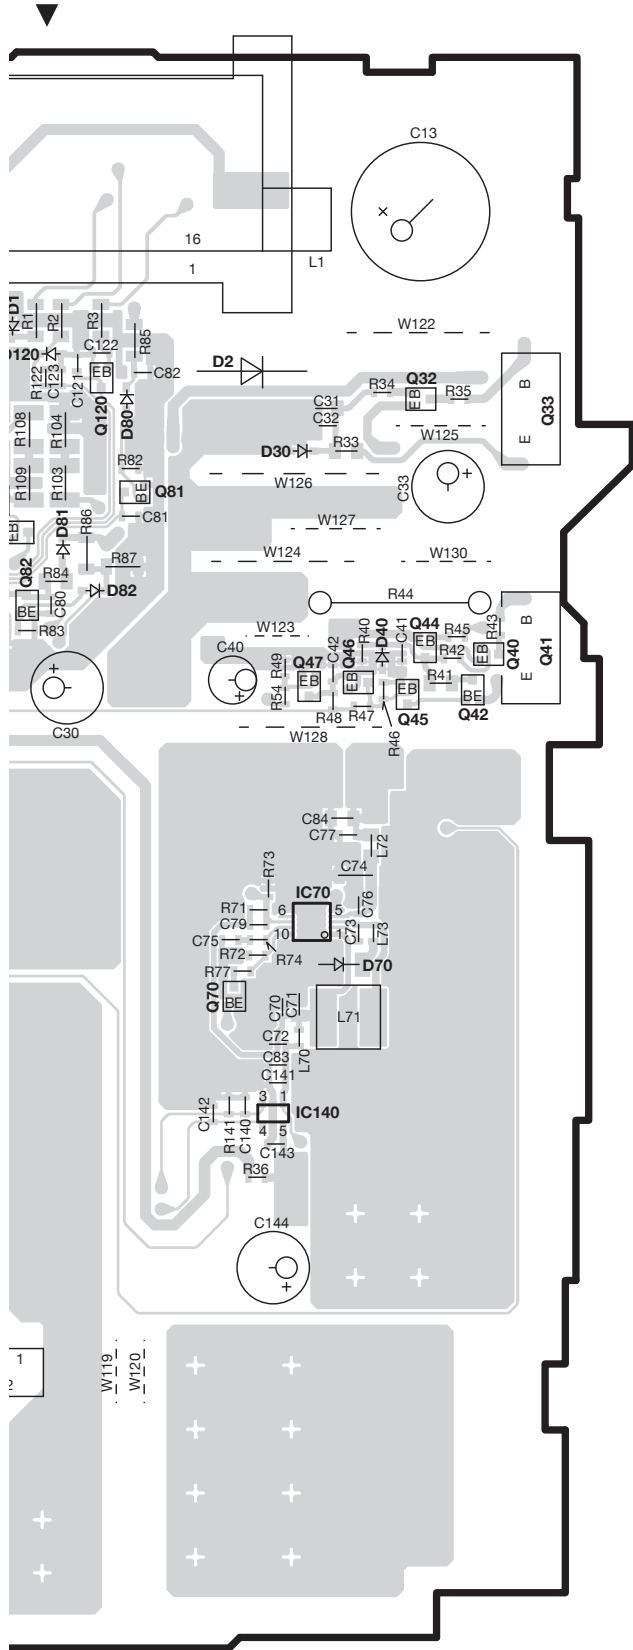 C13
16
1
L1
D1
R1
R2
R3
R85
W122
D120
C122
D2
R122
C123
C121
EB
C82
Q120
D80
R34
Q32
R35
C31
EB
B
Q33
C32
R108
R104
W125
E
D30
R33
R82
W126
C33
R109
R103
BE
Q81
C81
W127
EB
D81
R86
W124
W130
Q82
R84
R87
D82
R44
BE
C80
R83
W123
C40
R49
Q47
C42
Q46
R40
D40
C41
Q44
EB
R45
R43
B
R42
EB
Q40
Q41
R54
EB
EB
R41
E
EB
BE
R48
R47
Q45
Q42
C30
W128
R46
C84
C77
L72
R73
C74
IC70
R71
6
5
C76
C79
C75
10
1
C73
L73
R72
R74
R77
D70
Q70
BE
C70
C71
L71
C72
L70
C83
C141
3 1
C142
IC140
R141
C140
4 5
C143
R36
C144
1
2
W119
W120